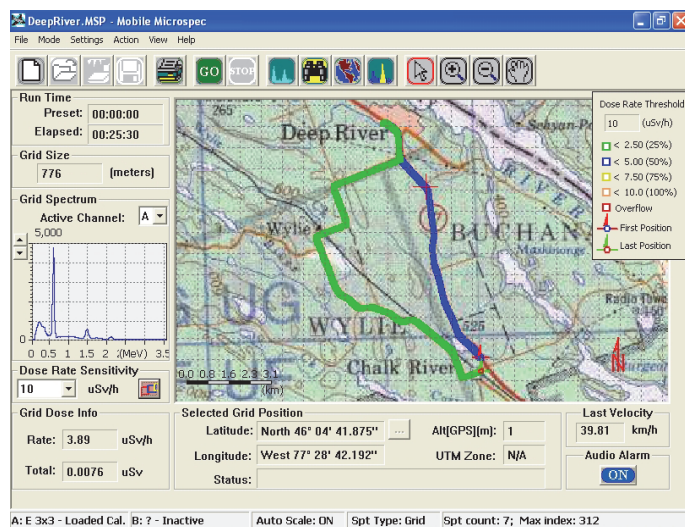 DeepRiver.MSP - Mobile Microspec
File Mode Settings Action View Help
GO STOP
Run Time
Preset: 00:00:00
Elapsed: 00:25:30
Grid Size
776 (meters)
Grid Spectrum
Active Channel: A
5,000
0
0 0.5 1 1.5 2 (MeV) 3.5
Dose Rate Sensitivity
10 uSv/h
265
Deep River
RIVER
600
Wylie
BUCHAN
WYLIE
525
Chalk River
UG
0.0 0.8 1.6 2.3 3.1
(km)
Dose Rate Threshold
10 (uSv/h)
< 2.50 (25%)
< 5.00 (50%)
< 7.50 (75%)
< 10.0 (100%)
Overflow
First Position
Last Position
Grid Dose Info
Rate: 3.89 uSv/h
Total: 0.0076 uSv
Selected Grid Position
Latitude: North 46° 04' 41.875'' ... Alt[GPS](m): 1
Longitude: West 77° 28' 42.192'' UTM Zone: N/A
Status:
Last Velocity
39.81 km/h
Audio Alarm
ON
A: E 3x3 - Loaded Cal. B: ? - Inactive Auto Scale: ON Spt Type: Grid Spt count: 7; Max index: 312